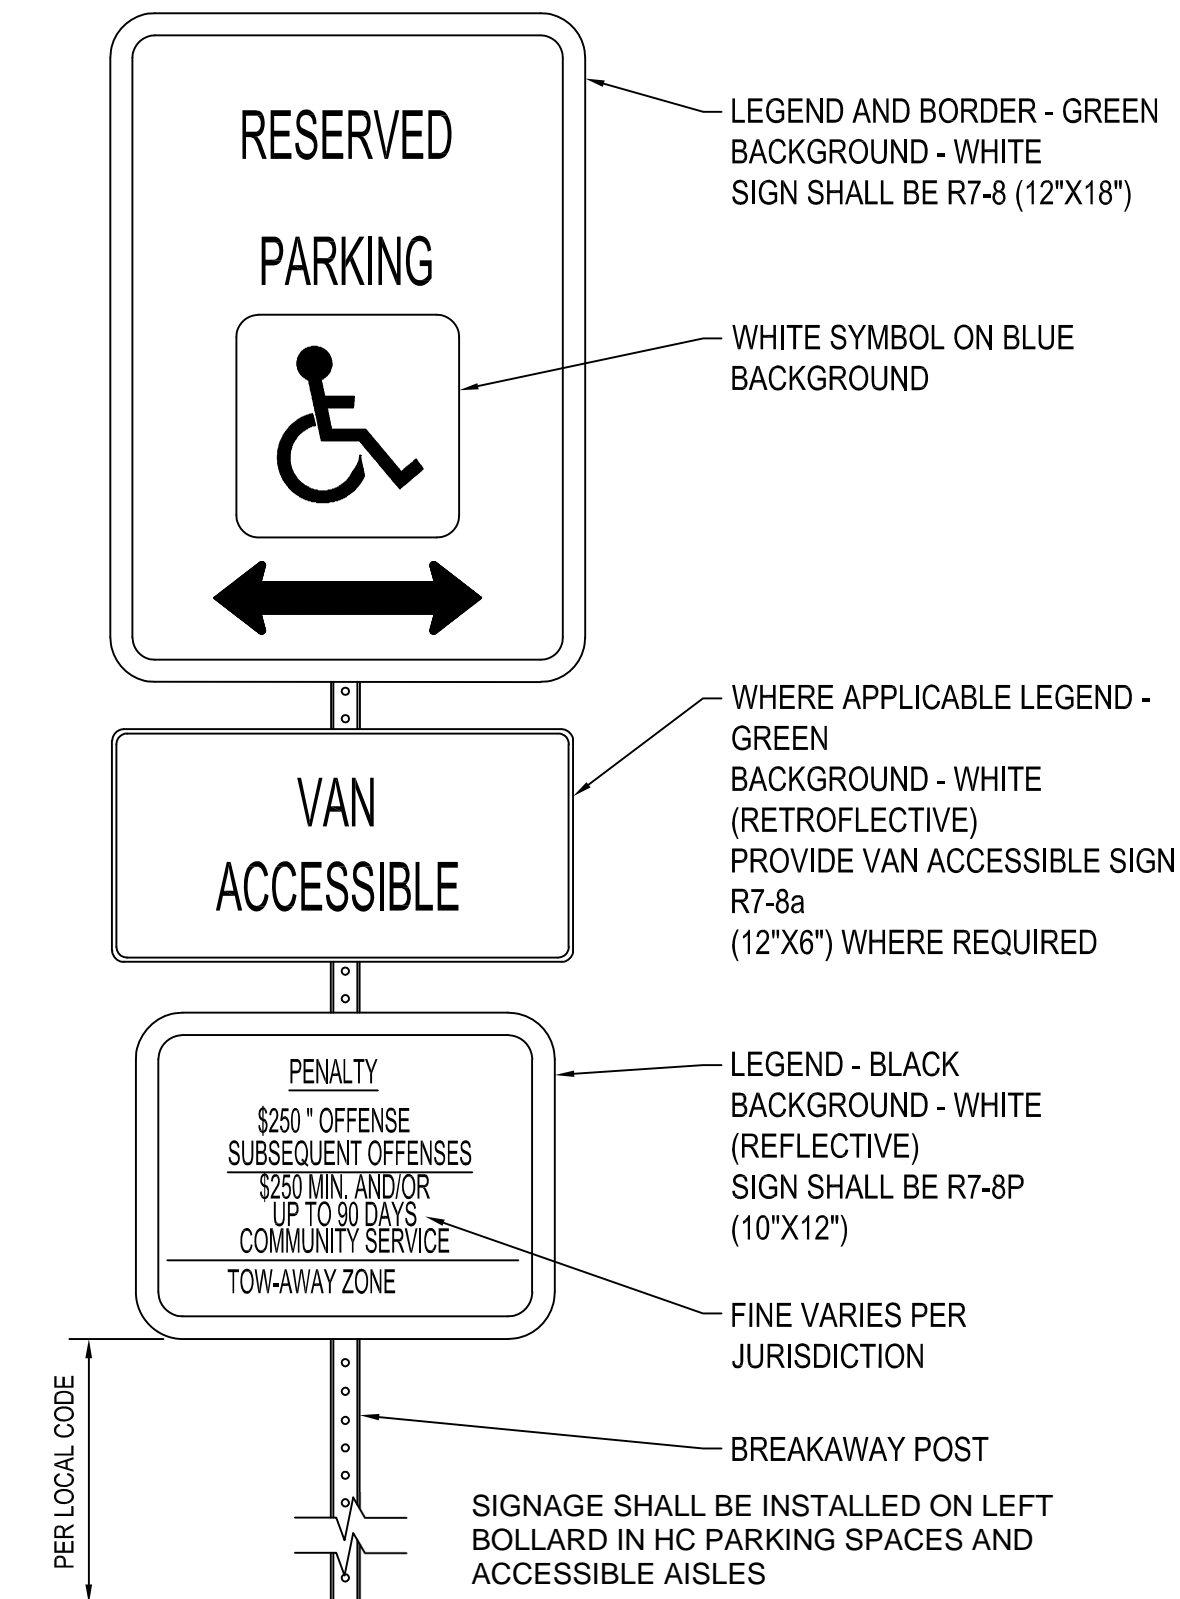 RESERVED
PARKING
LEGEND AND BORDER - GREEN
BACKGROUND - WHITE
SIGN SHALL BE R7-8 (12"X18")
WHITE SYMBOL ON BLUE
BACKGROUND
VAN
ACCESSIBLE
WHERE APPLICABLE LEGEND -
GREEN
BACKGROUND - WHITE
(RETROFLECTIVE)
PROVIDE VAN ACCESSIBLE SIGN
R7-8a
(12"X6") WHERE REQUIRED
PENALTY
$250 " OFFENSE
SUBSEQUENT OFFENSES
$250 MIN. AND/OR
UP TO 90 DAYS
COMMUNITY SERVICE
TOW-AWAY ZONE
LEGEND - BLACK
BACKGROUND - WHITE
(REFLECTIVE)
SIGN SHALL BE R7-8P
(10"X12")
FINE VARIES PER
JURISDICTION
PER LOCAL CODE
BREAKAWAY POST
SIGNAGE SHALL BE INSTALLED ON LEFT
BOLLARD IN HC PARKING SPACES AND
ACCESSIBLE AISLES